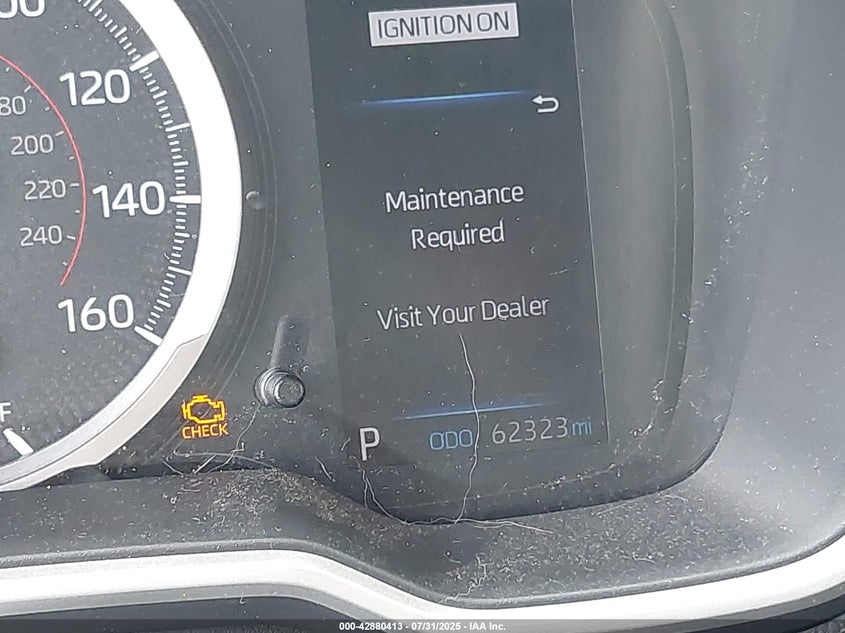 IGNITION ON
120
80
200
140
220
240
160
Maintenance
Required
Visit Your Dealer
F
CHECK
P ODO 62323 mi
000-42880413 - 07/31/2025 - IAA Inc.